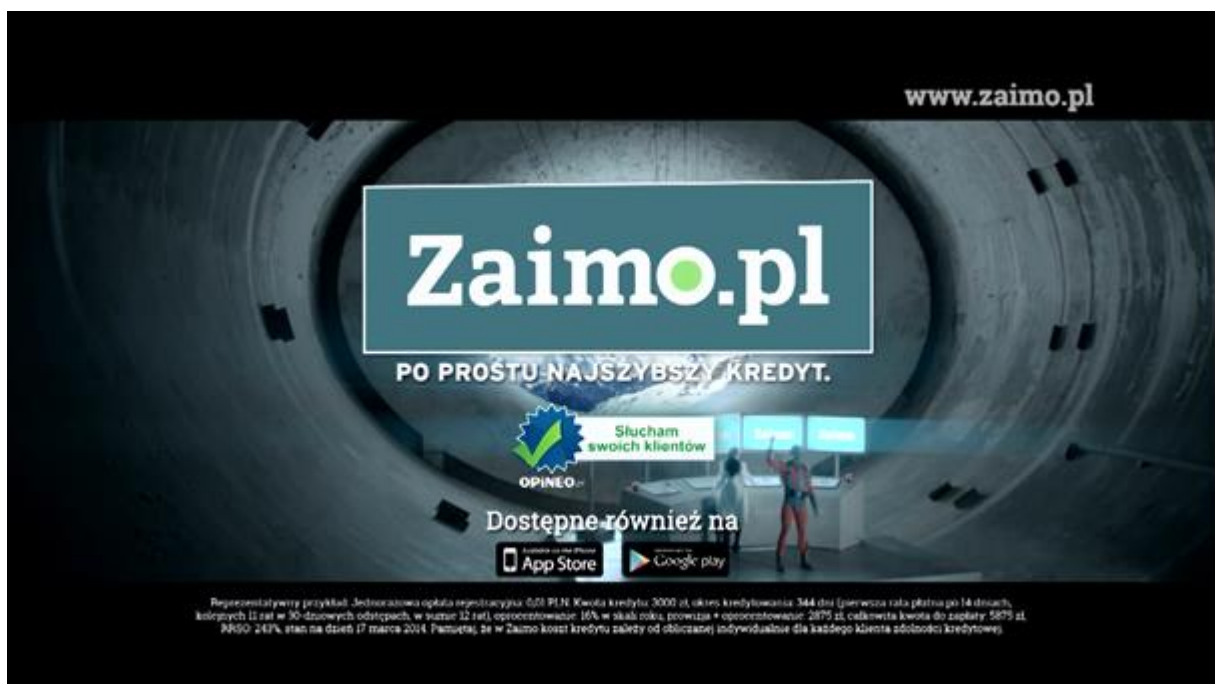 www.zaimo.pl
Zaimo.pl
PO PROSTU NAJSZYBSZY KREDYT.
Słucham
swoich klientów
OPINEO
Dostępne również na
Available on the iPhone
App Store
Google play
Reprezentatywny przykład: Jednorazowa opłata rejestracyjna: 0,01 PLN. Kwota kredytu: 3000 zł, okres kredytowania: 344 dni (pierwsza rata płatna po 14 dniach,
kolejnych 11 rat w 30-dniowych odstępach, w sumie 12 rat), oprocentowanie: 16% w skali roku, prowizja + oprocentowanie: 2875 zł, całkowita kwota do zapłaty: 5875 zł,
RRSO: 243%, stan na dzień 17 marca 2014. Pamiętaj, że w Zaimo koszt kredytu zależy od obliczanej indywidualnie dla każdego klienta zdolności kredytowej.